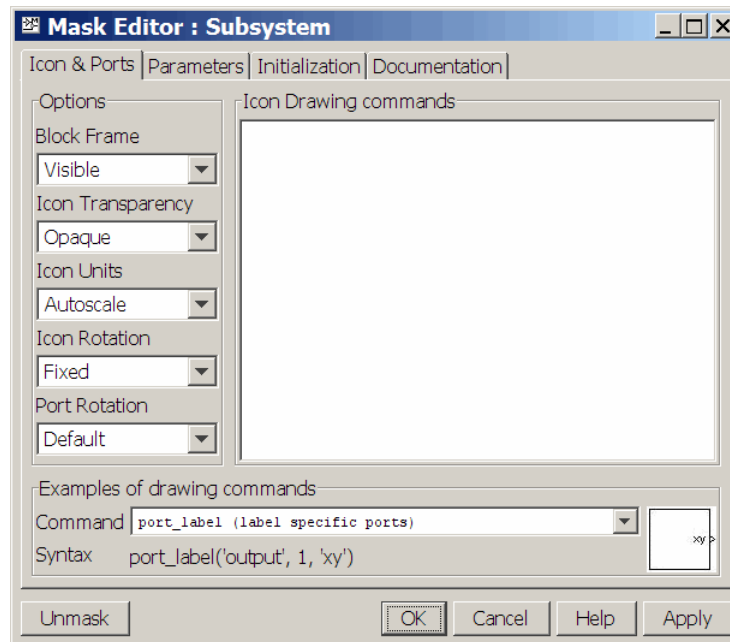 Mask Editor : Subsystem
Icon & Ports Parameters Initialization Documentation
Options
Icon Drawing commands
Block Frame
Visible
Icon Transparency
Opaque
Icon Units
Autoscale
Icon Rotation
Fixed
Port Rotation
Default
Examples of drawing commands
Command port_label (label specific ports)
xy
Syntax port_label('output', 1, 'xy')
Unmask OK Cancel Help Apply